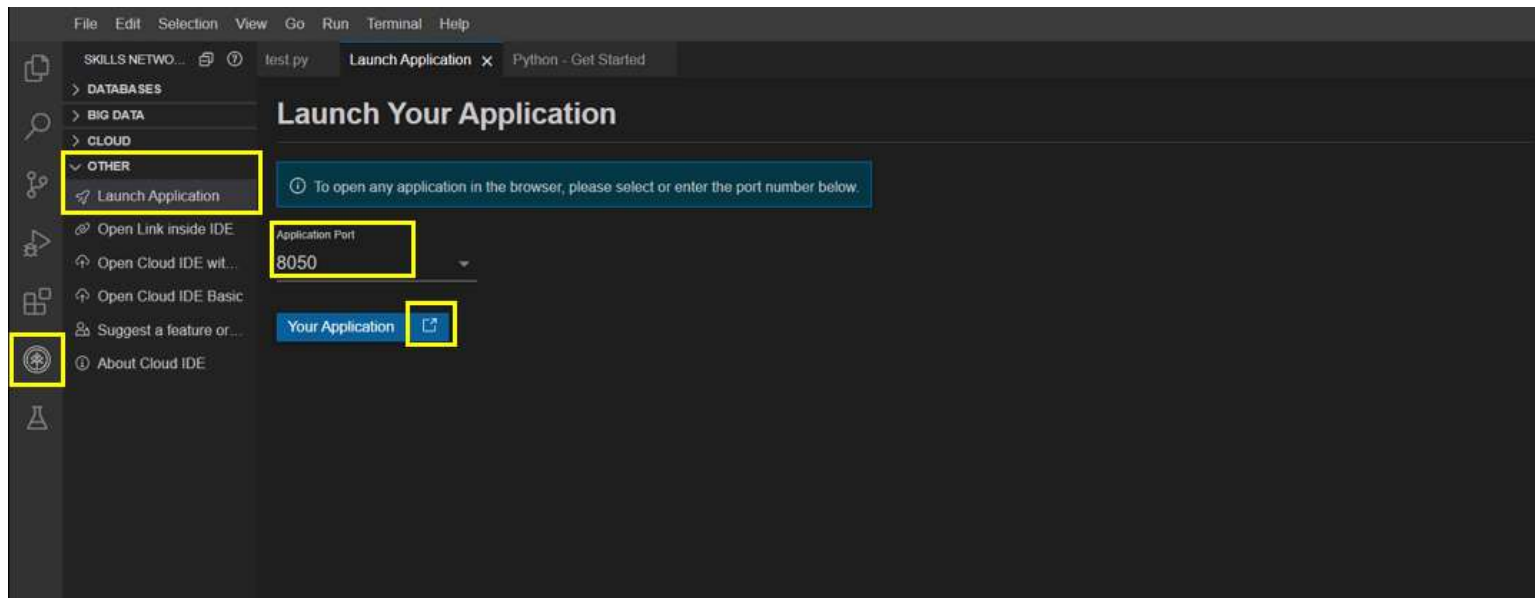 File Edit Selection View Go Run Terminal Help
SKILLS NETWO...
test.py Launch Application Python - Get Started
DATABASES
BIG DATA
CLOUD
OTHER
Launch Application
Open Link inside IDE
Open Cloud IDE wit...
Open Cloud IDE Basic
Suggest a feature or...
About Cloud IDE
Launch Your Application
To open any application in the browser, please select or enter the port number below.
Application Port
8050
Your Application